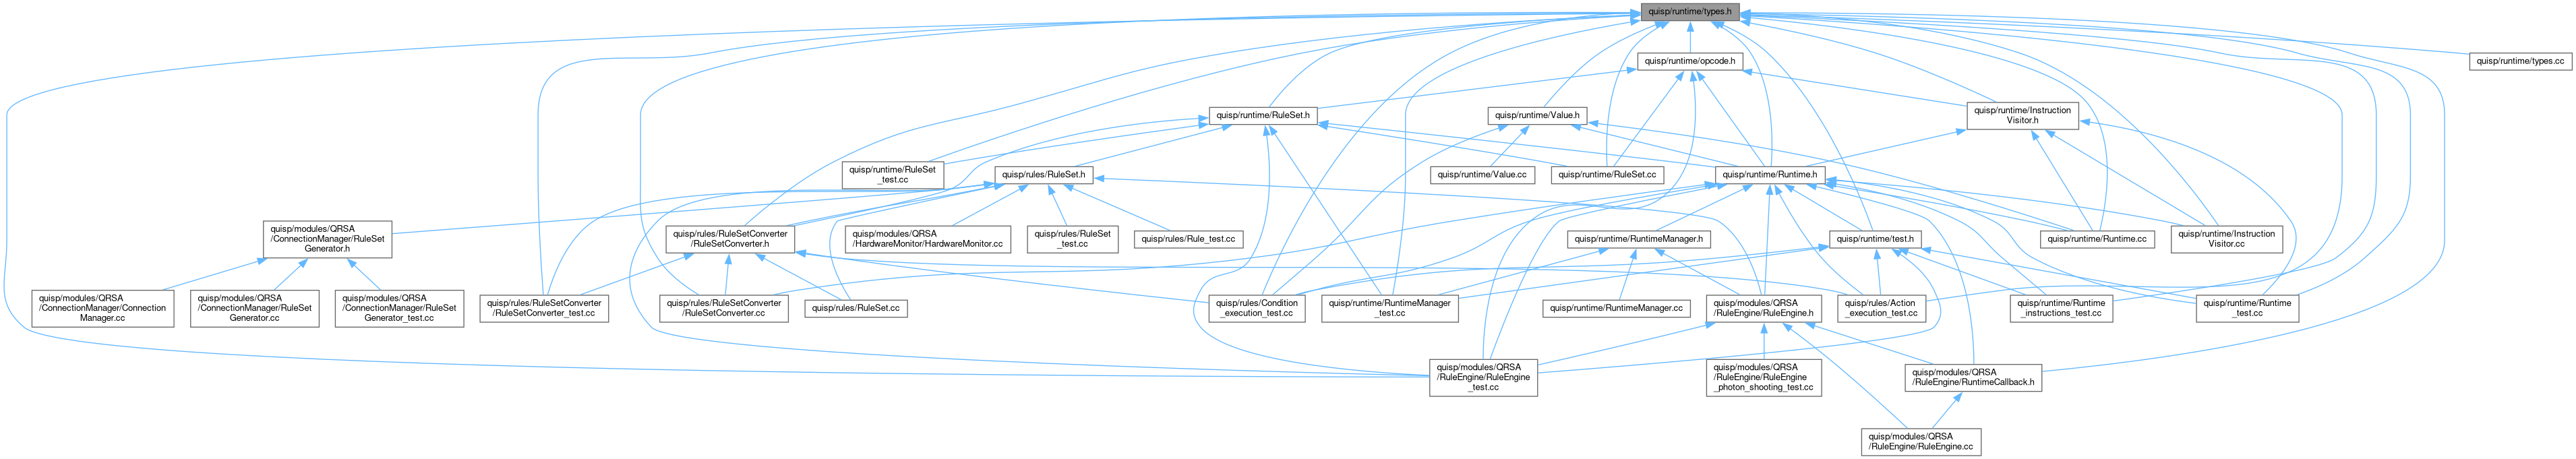 quisp/runtime/types.h
quisp/runtime/opcode.h
quisp/runtime/types.cc
quisp/runtime/RuleSet.h
quisp/runtime/Value.h
quisp/runtime/Instruction
Visitor.h
quisp/runtime/RuleSet
_test.cc
quisp/rules/RuleSet.h
quisp/runtime/Value.cc
quisp/runtime/RuleSet.cc
quisp/runtime/Runtime.h
quisp/modules/QRSA
/ConnectionManager/RuleSet
Generator.h
quisp/rules/RuleSetConverter
/RuleSetConverter.h
quisp/modules/QRSA
/HardwareMonitor/HardwareMonitor.cc
quisp/rules/RuleSet
_test.cc
quisp/rules/Rule_test.cc
quisp/runtime/RuntimeManager.h
quisp/runtime/test.h
quisp/runtime/Runtime.cc
quisp/runtime/Instruction
Visitor.cc
quisp/modules/QRSA
/ConnectionManager/Connection
Manager.cc
quisp/modules/QRSA
/ConnectionManager/RuleSet
Generator.cc
quisp/modules/QRSA
/ConnectionManager/RuleSet
Generator_test.cc
quisp/rules/RuleSetConverter
/RuleSetConverter_test.cc
quisp/rules/RuleSetConverter
/RuleSetConverter.cc
quisp/rules/RuleSet.cc
quisp/rules/Condition
_execution_test.cc
quisp/runtime/RuntimeManager
_test.cc
quisp/runtime/RuntimeManager.cc
quisp/modules/QRSA
/RuleEngine/RuleEngine.h
quisp/rules/Action
_execution_test.cc
quisp/runtime/Runtime
_instructions_test.cc
quisp/runtime/Runtime
_test.cc
quisp/modules/QRSA
/RuleEngine/RuleEngine
_test.cc
quisp/modules/QRSA
/RuleEngine/RuleEngine
_photon_shooting_test.cc
quisp/modules/QRSA
/RuleEngine/RuntimeCallback.h
quisp/modules/QRSA
/RuleEngine/RuleEngine.cc